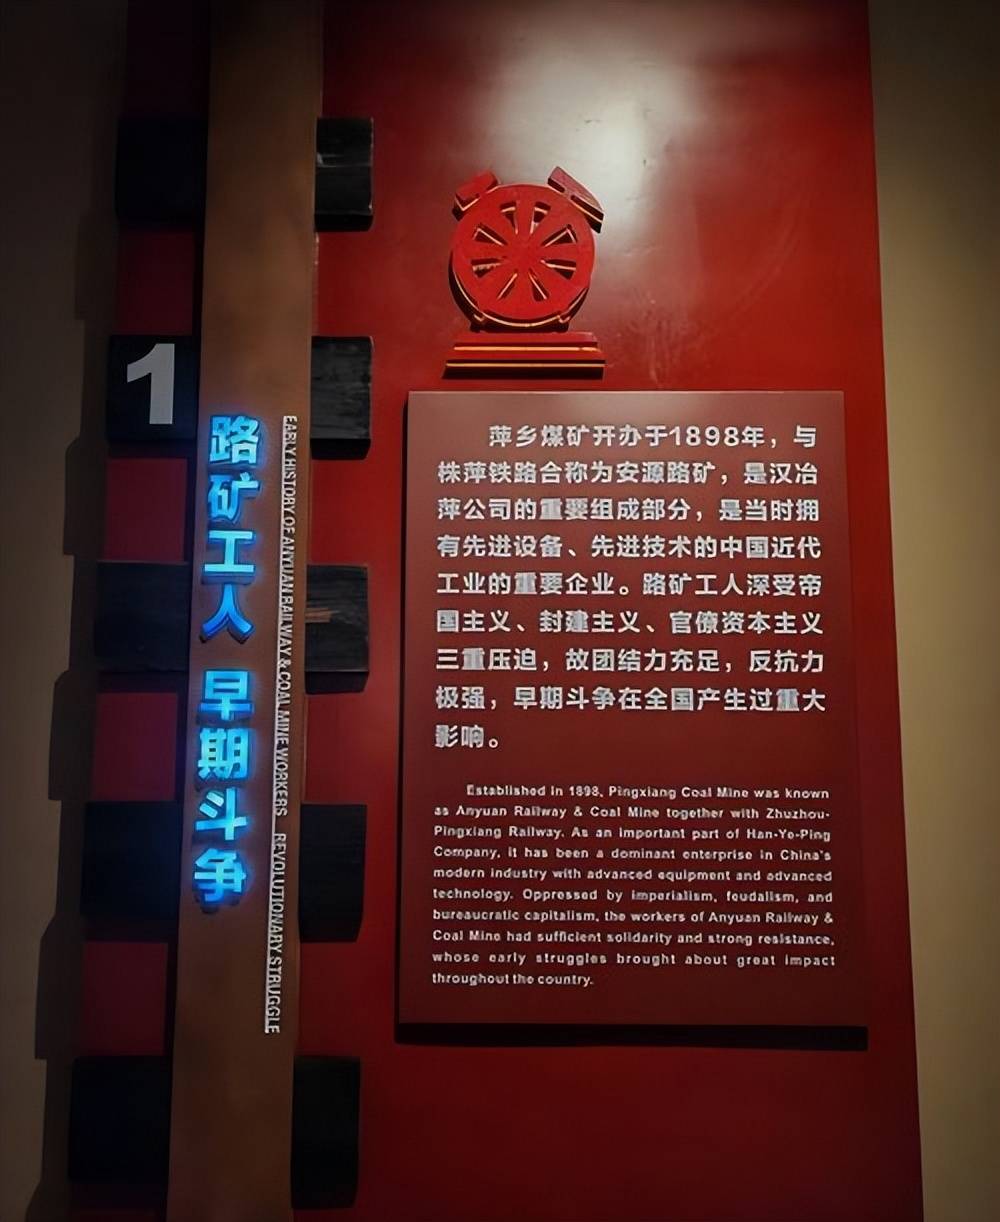 1
路矿工人 早期斗争
EARLY HISTORY OF ANYUAN RAILWAY & COAL MINE WORKERS REVOLUTIONARY STRUGGLE
萍乡煤矿开办于1898年，与
株萍铁路合称为安源路矿，是汉冶
萍公司的重要组成部分，是当时拥
有先进设备、先进技术的中国近代
工业的重要企业。路矿工人深受帝
国主义、封建主义、官僚资本主义
三重压迫，故团结力充足，反抗力
极强，早期斗争在全国产生过重大
影响。
Established in 1898, Pingxiang Coal Mine was known
as Anyuan Railway & Coal Mine together with Zhuzhou-
Pingxiang Railway. As an important part of Han-Ye-Ping
Company, it has been a dominant enterprise in China's
modern industry with advanced equipment and advanced
technology. Oppressed by imperialism, feudalism, and
bureaucratic capitalism, the workers of Anyuan Railway &
Coal Mine had sufficient solidarity and strong resistance,
whose early struggles brought about great impact
throughout the country.